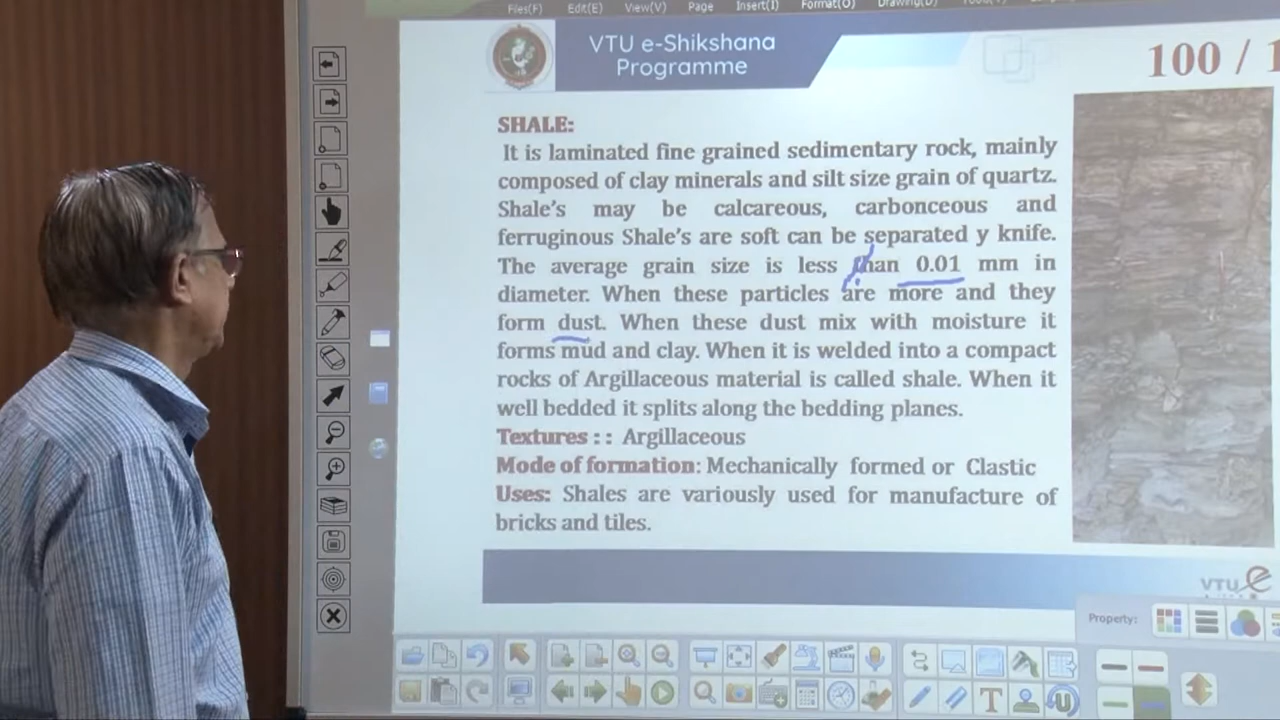 Files(F) Edit(E) View(V) Page Insert(I) Format(O) Drawing(D)
VTU e-Shikshana
Programme
100 / 1
SHALE:
It is laminated fine grained sedimentary rock, mainly
composed of clay minerals and silt size grain of quartz.
Shale's may be calcareous, carbonceous and
ferruginous Shale's are soft can be separated y knife.
The average grain size is less than 0.01 mm in
diameter. When these particles are more and they
form dust. When these dust mix with moisture it
forms mud and clay. When it is welded into a compact
rocks of Argillaceous material is called shale. When it
well bedded it splits along the bedding planes.
Textures : : Argillaceous
Mode of formation: Mechanically formed or Clastic
Uses: Shales are variously used for manufacture of
bricks and tiles.
VTU e
Property: